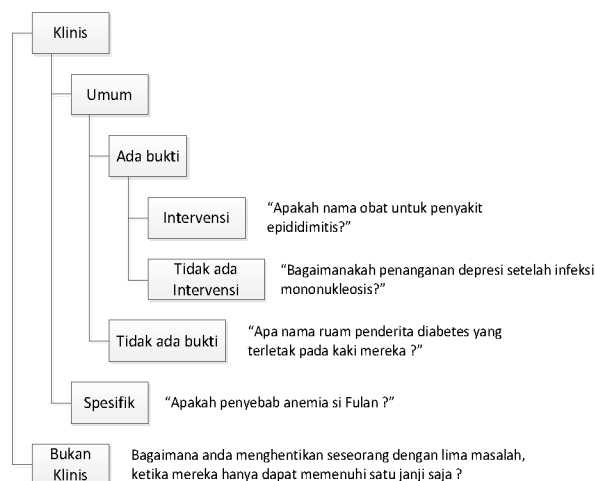 Klinis
Umum
Ada bukti
Intervensi
“Apakah nama obat untuk penyakit
epididimitis?”
Tidak ada
Intervensi
“Bagaimanakah penanganan depresi setelah infeksi
mononukleosis?”
Tidak ada bukti
“Apa nama ruam penderita diabetes yang
terletak pada kaki mereka ?”
Spesifik
“Apakah penyebab anemia si Fulan ?”
Bukan
Klinis
Bagaimana anda menghentikan seseorang dengan lima masalah,
ketika mereka hanya dapat memenuhi satu janji saja ?